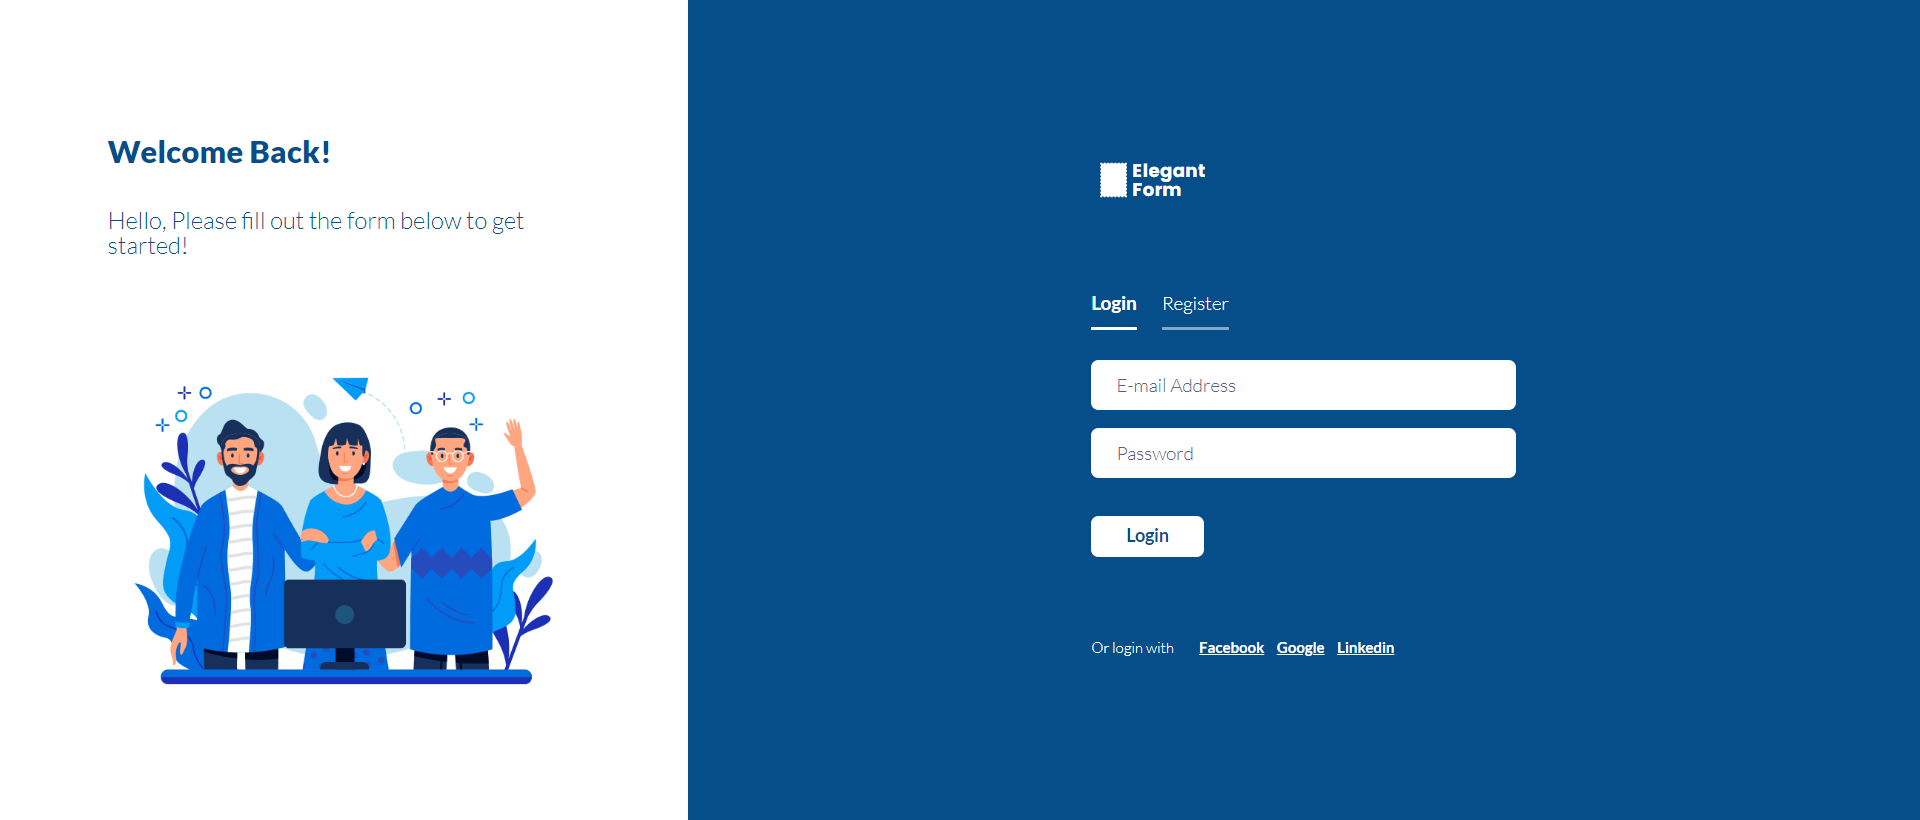 Welcome Back!
Hello, Please fill out the form below to get
started!
Elegant
Form
Login Register
E-mail Address
Password
Login
Or login with Facebook Google Linkedin